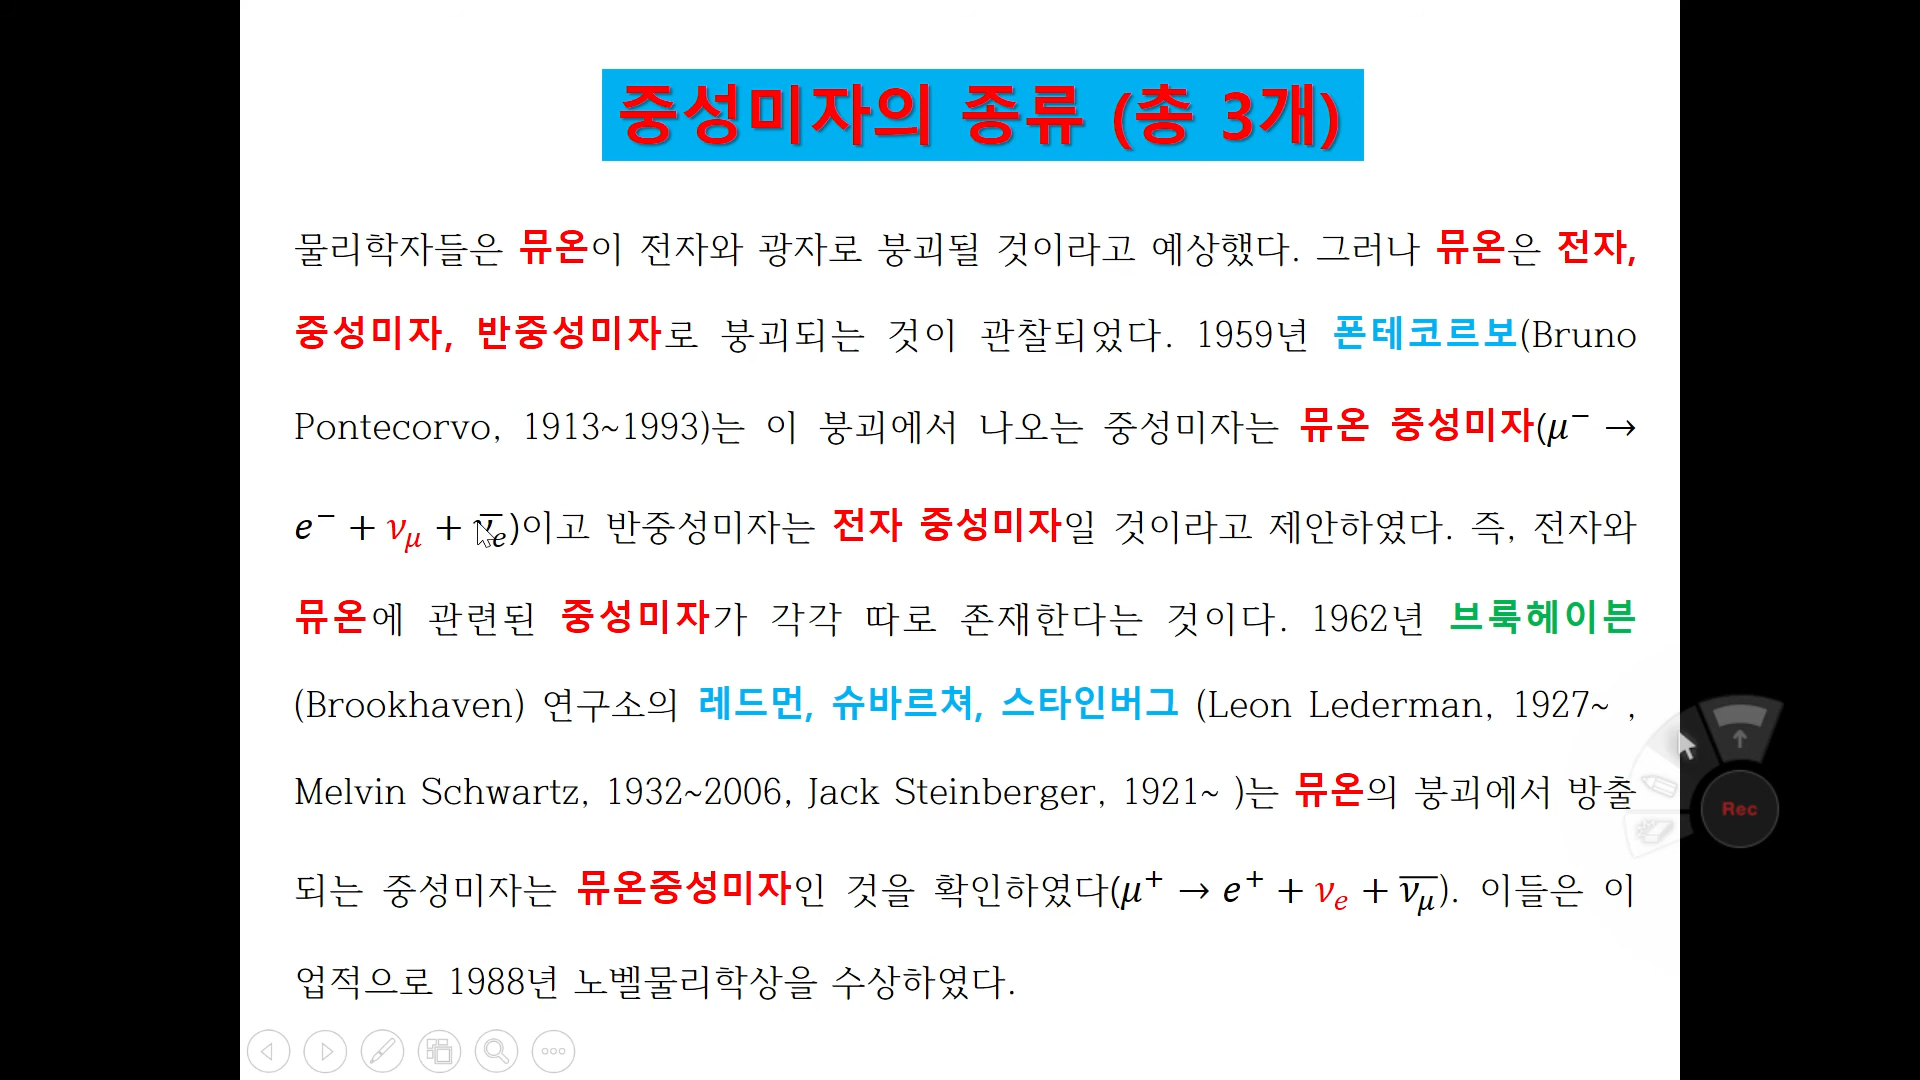 중성미자의 종류 (총 3개)
물리학자들은 뮤온이 전자와 광자로 붕괴될 것이라고 예상했다. 그러나 뮤온은 전자,
중성미자, 반중성미자로 붕괴되는 것이 관찰되었다. 1959년 폰테코르보(Bruno
Pontecorvo, 1913~1993)는 이 붕괴에서 나오는 중성미자는 뮤온 중성미자(μ⁻ →
e⁻ + ν_μ + ν̅_e)이고 반중성미자는 전자 중성미자일 것이라고 제안하였다. 즉, 전자와
뮤온에 관련된 중성미자가 각각 따로 존재한다는 것이다. 1962년 브룩헤이븐
(Brookhaven) 연구소의 레드먼, 슈바르쳐, 스타인버그 (Leon Lederman, 1927~ ,
Melvin Schwartz, 1932~2006, Jack Steinberger, 1921~ )는 뮤온의 붕괴에서 방출
되는 중성미자는 뮤온중성미자인 것을 확인하였다(μ⁺ → e⁺ + ν_e + ν̅_μ). 이들은 이
업적으로 1988년 노벨물리학상을 수상하였다.
Rec